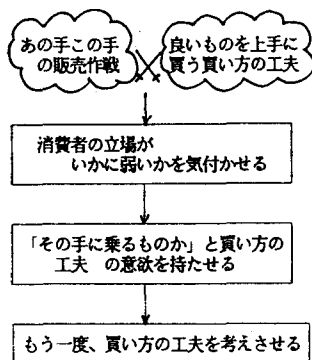 あの手この手
の販売作戦
良いものを上手に
買う買い方の工夫
消費者の立場が
いかに弱いかを気付かせる
「その手に乗るものか」と買い方の
工夫 の意欲を持たせる
もう一度、買い方の工夫を考えさせる